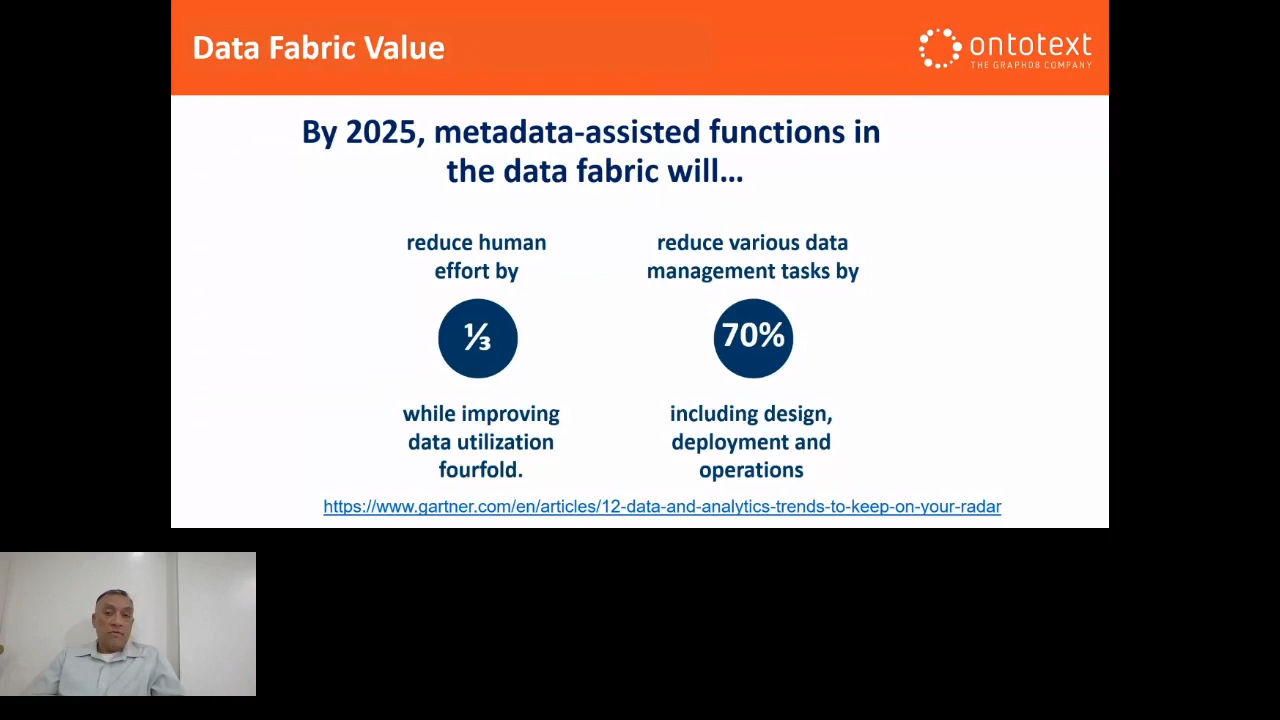 Data Fabric Value
ontotext
THE GRAPHDB COMPANY
By 2025, metadata-assisted functions in
the data fabric will…
reduce human
effort by
⅓
while improving
data utilization
fourfold.
reduce various data
management tasks by
70%
including design,
deployment and
operations
https://www.gartner.com/en/articles/12-data-and-analytics-trends-to-keep-on-your-radar